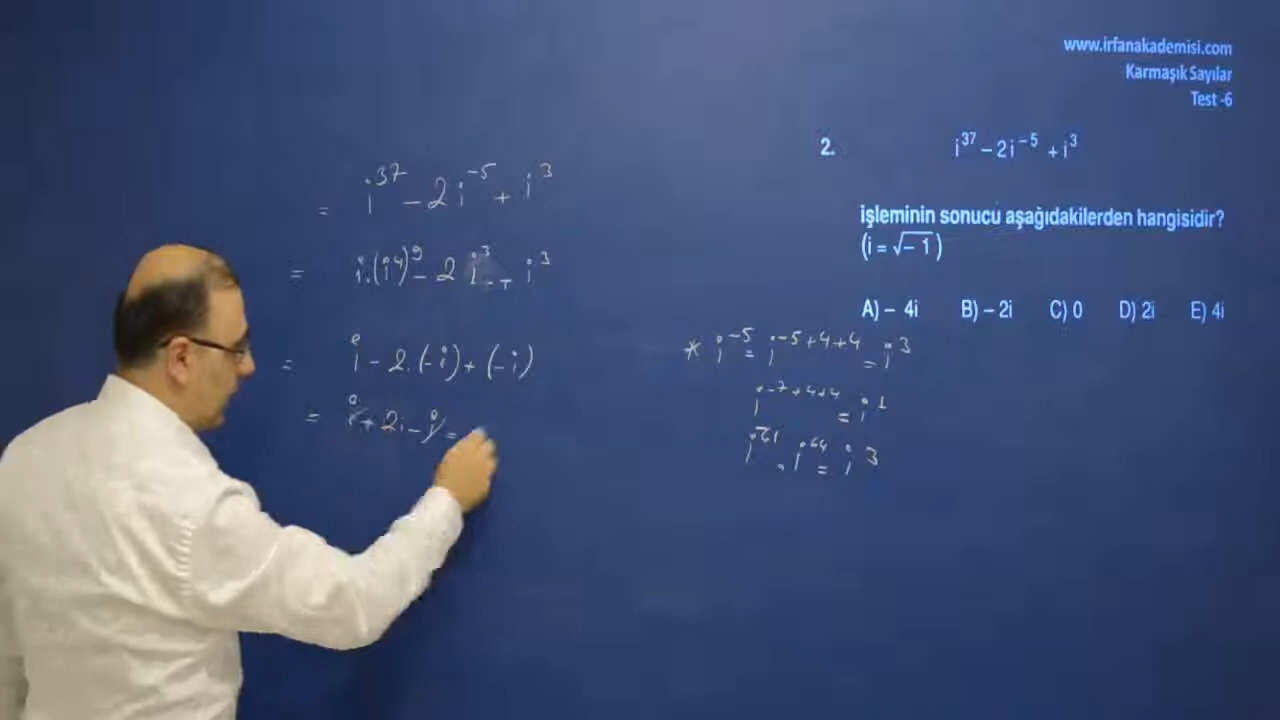 www.irfanakademisi.com
Karmaşık Sayılar
Test -6
2. i^37 − 2i^−5 + i^3
işleminin sonucu aşağıdakilerden hangisidir?
(i = √−1)
A) − 4i B) − 2i C) 0 D) 2i E) 4i
= i^37 − 2i^−5 + i^3
= i.(i^4)^9 − 2i^3 + i^3
= i − 2.(−i) + (−i)
= i + 2i − i =
* i^−5 = i^−5+4+4 = i^3
i^−7+4+4 = i^1
i^−61 . i^64 = i^3